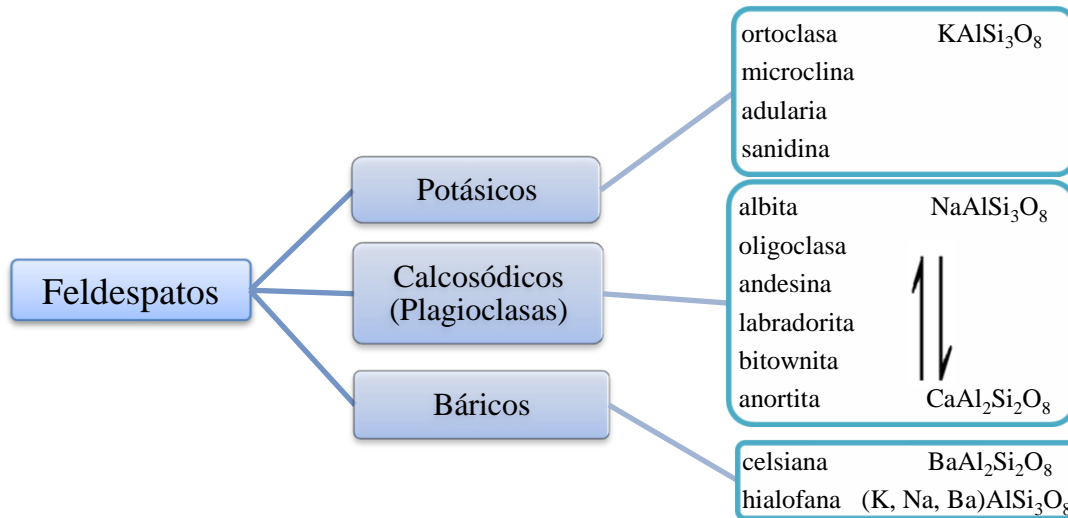 Feldespatos
Potásicos
ortoclasa KAlSi₃O₈
microclina
adularia
sanidina
Calcosódicos
(Plagioclasas)
albita NaAlSi₃O₈
oligoclasa
andesina
labradorita
bitownita
anortita CaAl₂Si₂O₈
Báricos
celsiana BaAl₂Si₂O₈
hialofana (K, Na, Ba)AlSi₃O₈